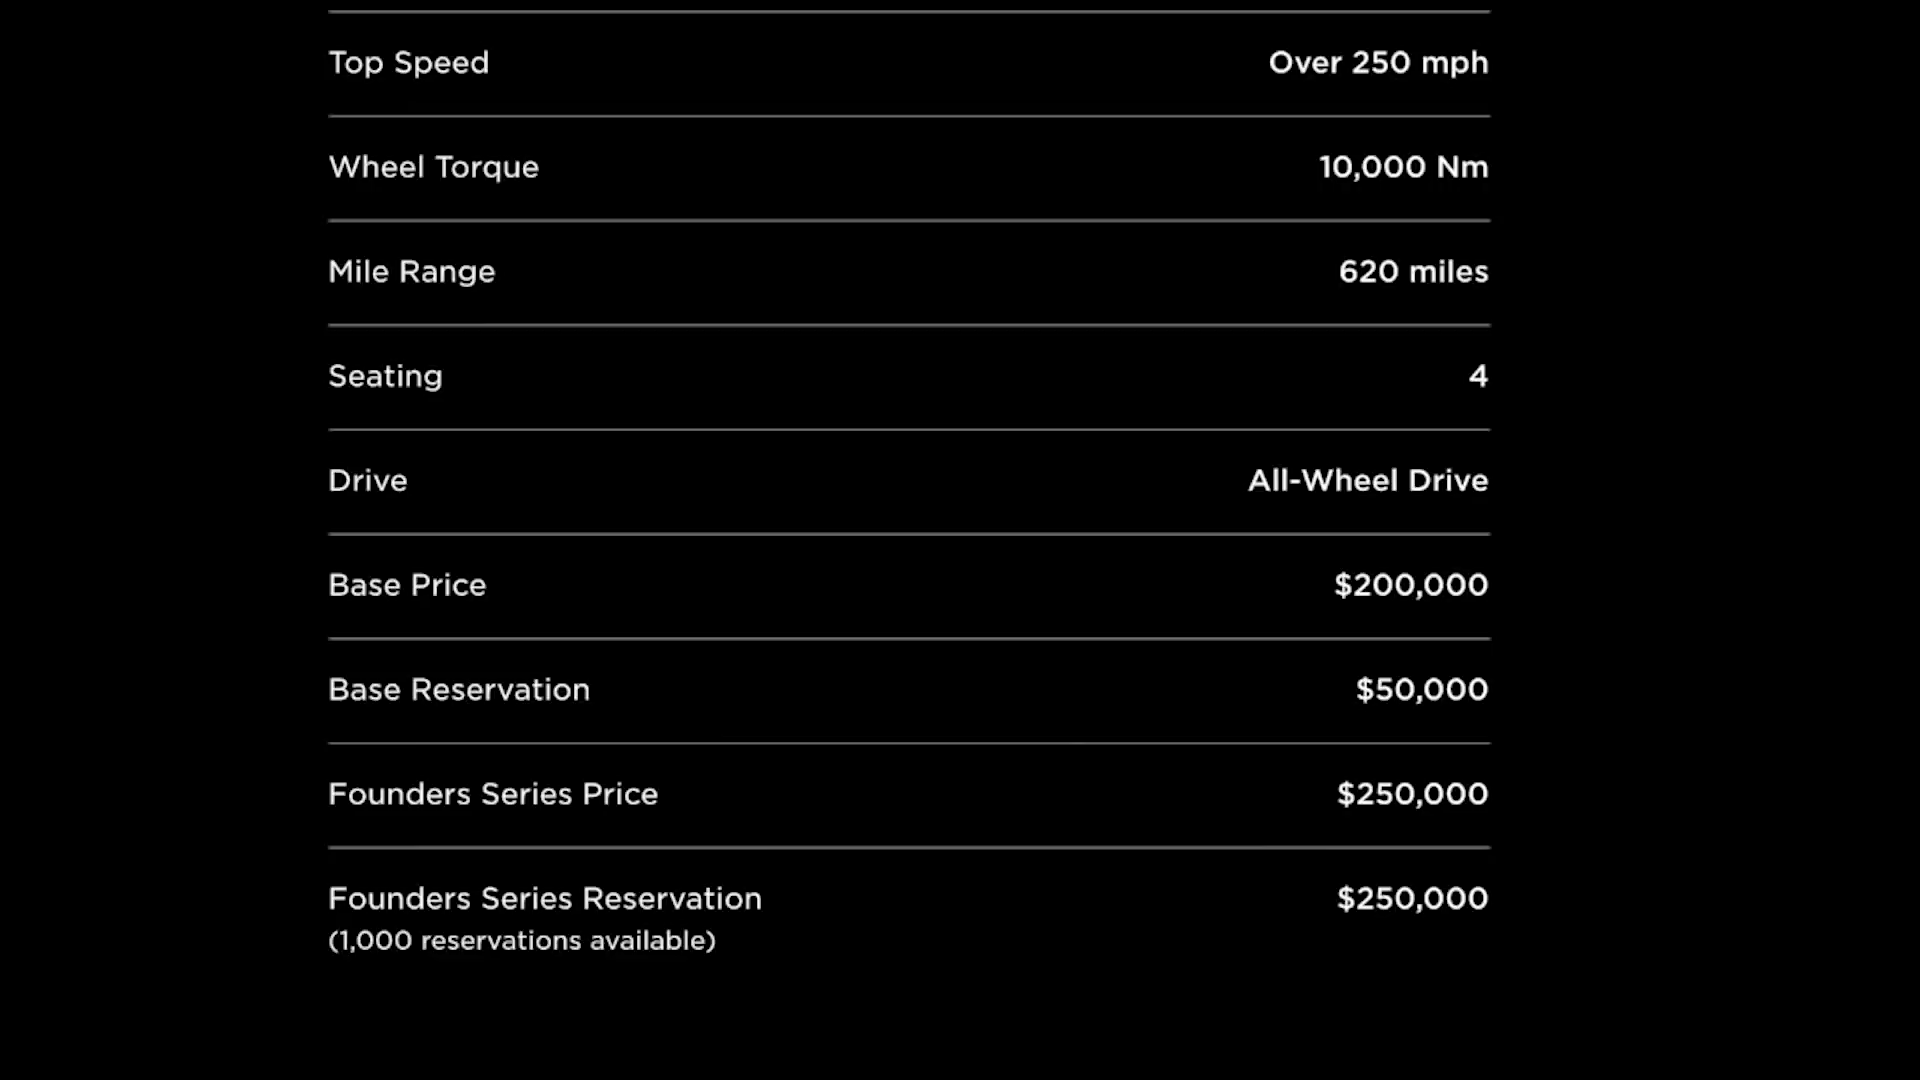 Top Speed Over 250 mph
Wheel Torque 10,000 Nm
Mile Range 620 miles
Seating 4
Drive All-Wheel Drive
Base Price $200,000
Base Reservation $50,000
Founders Series Price $250,000
Founders Series Reservation $250,000
(1,000 reservations available)